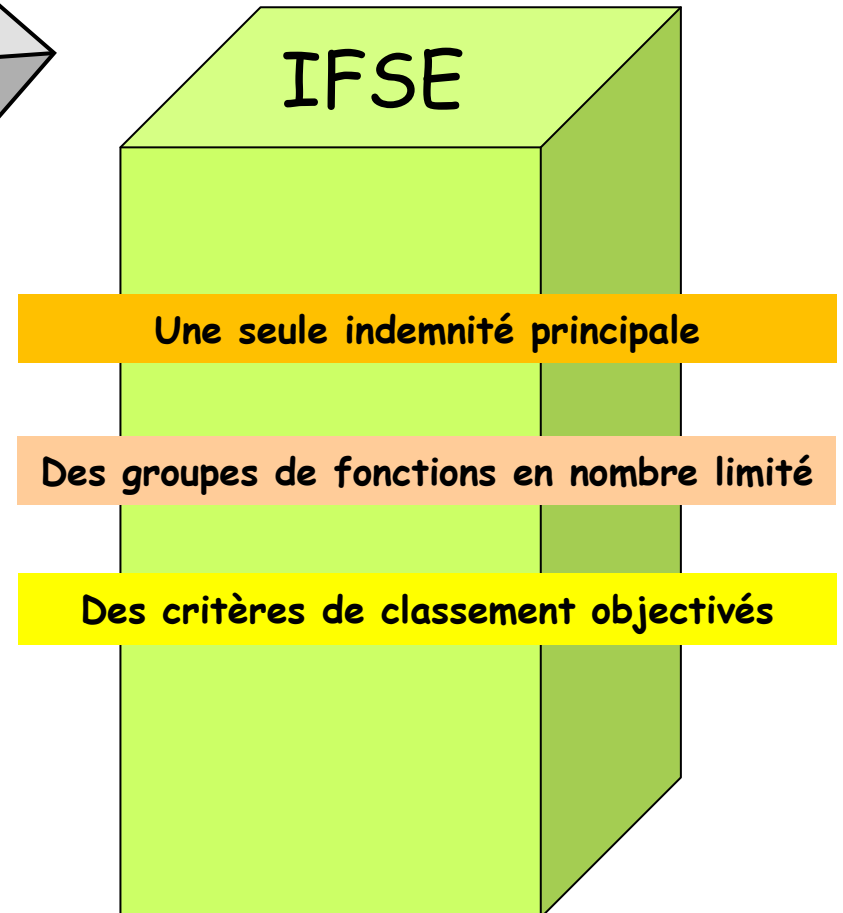 IFSE
Une seule indemnité principale
Des groupes de fonctions en nombre limité
Des critères de classement objectivés